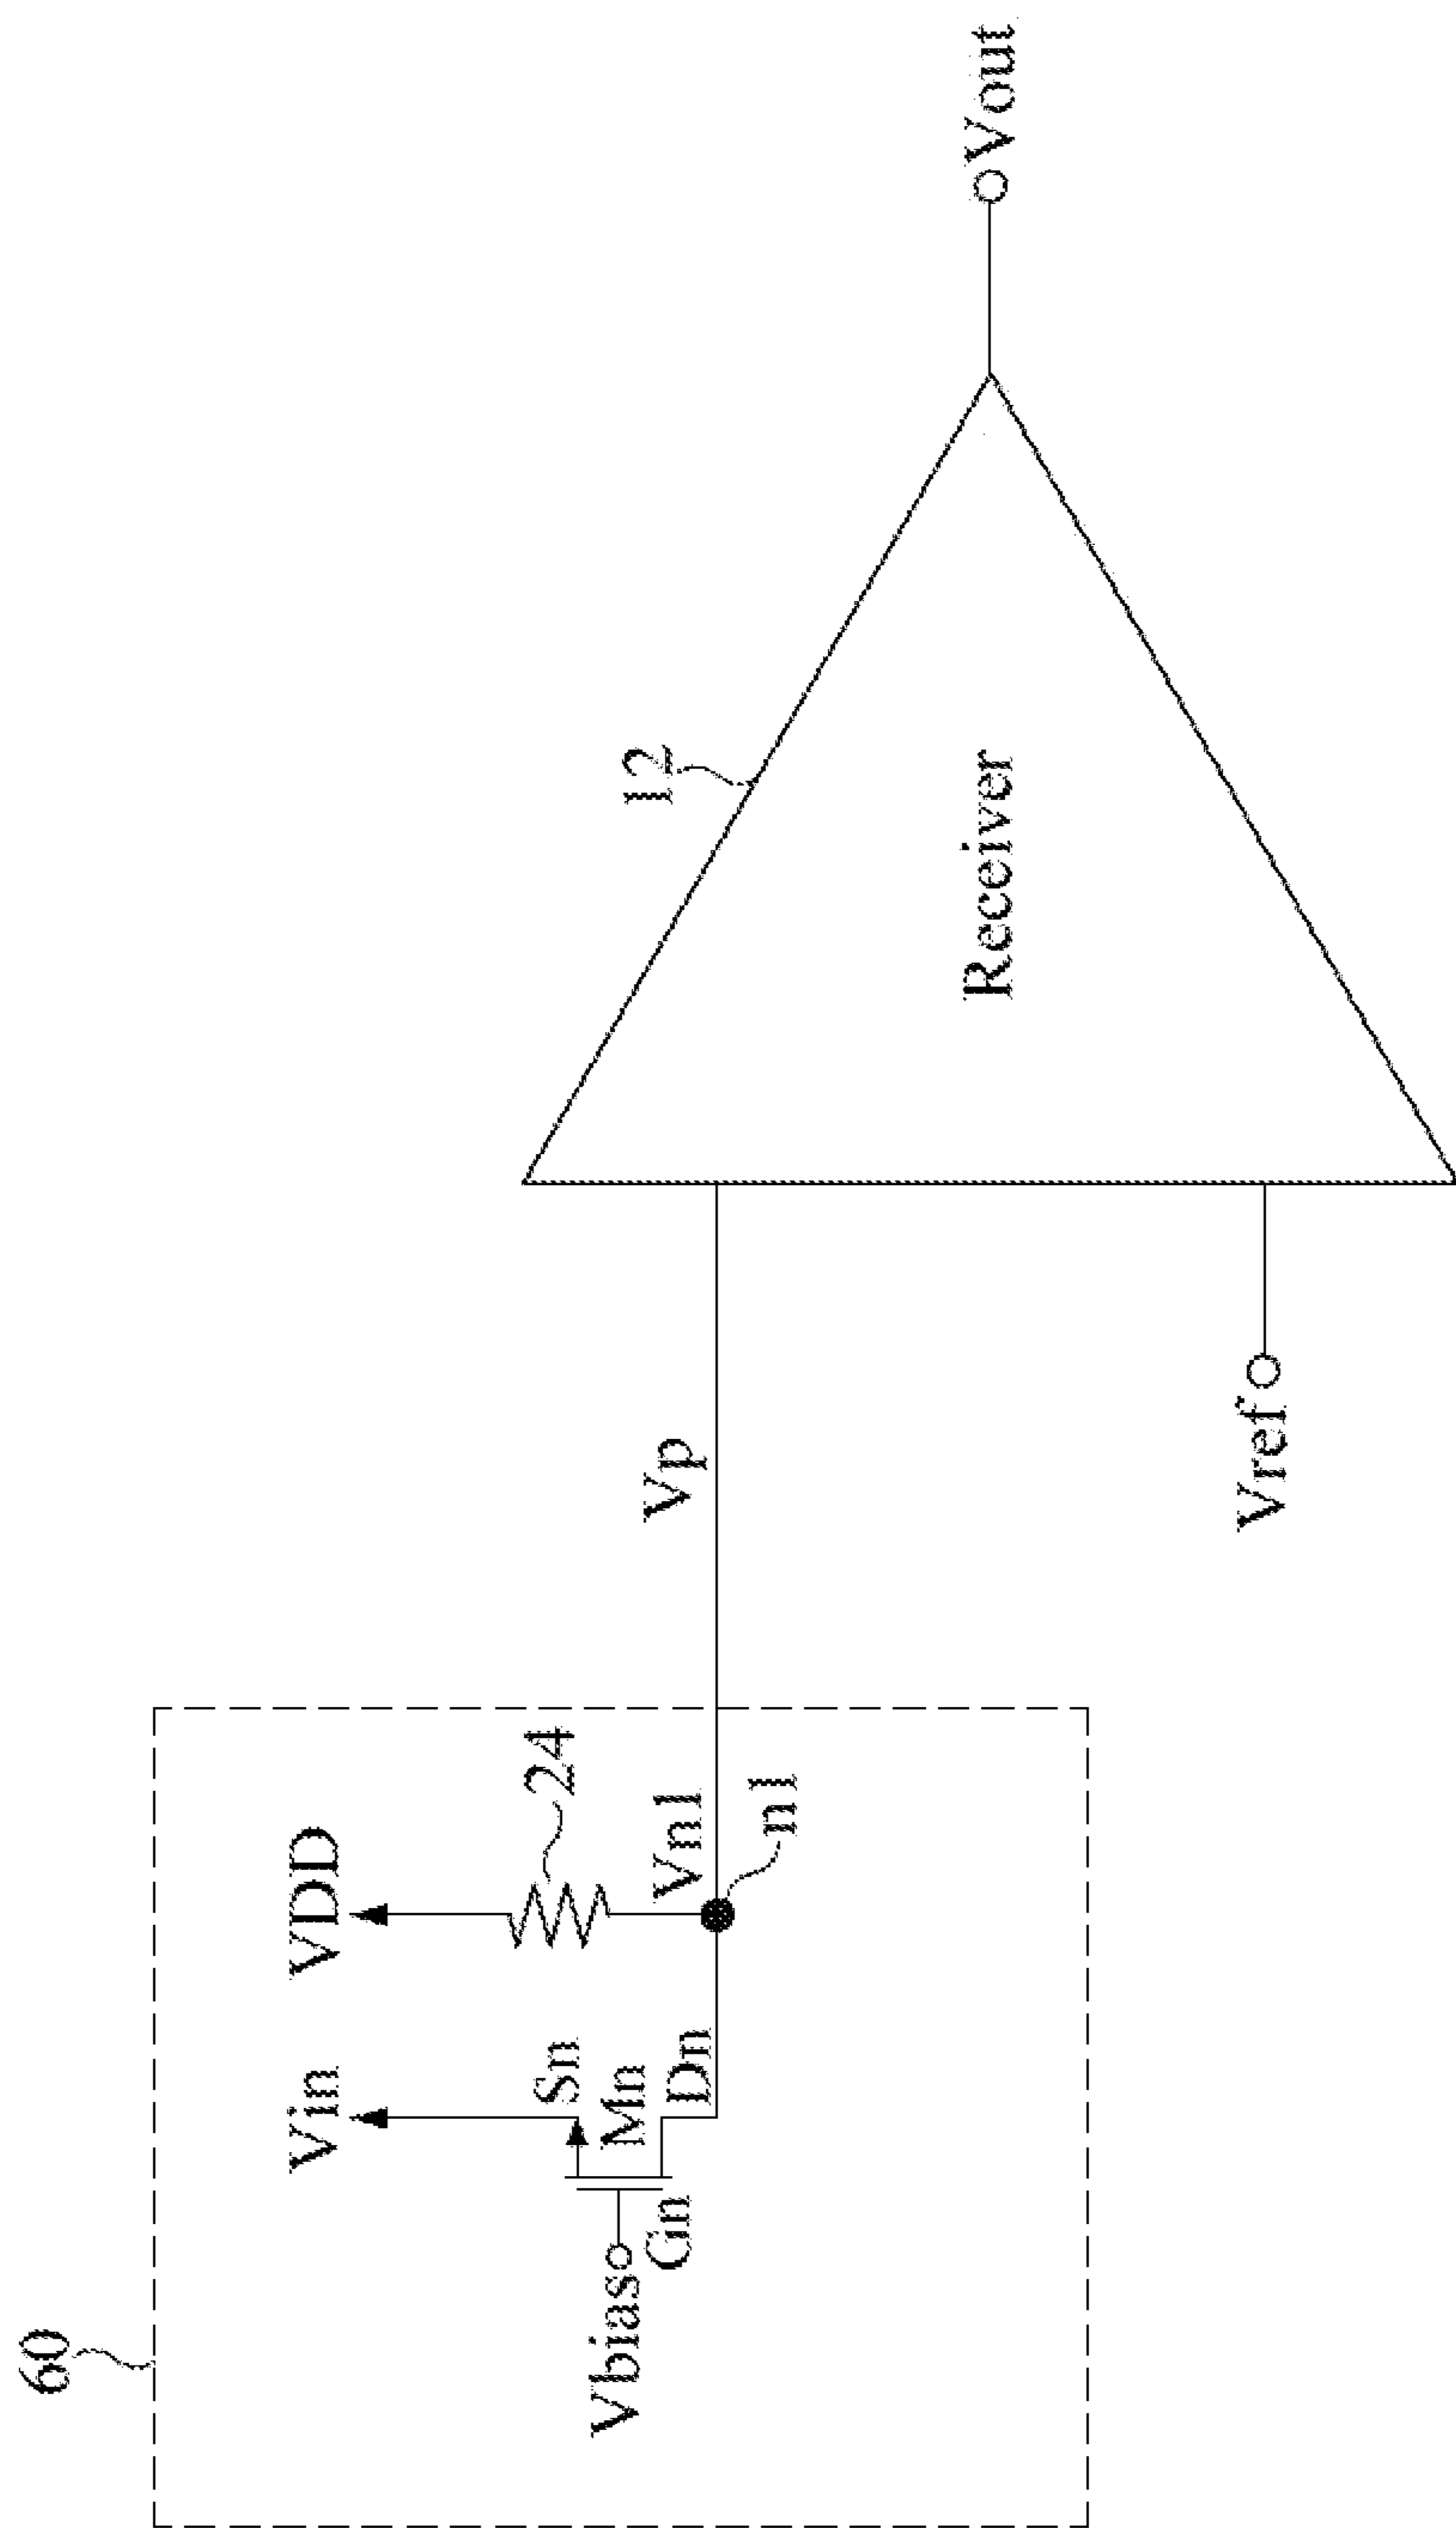 60
Vin
VDD
Sn
24
Vbias
Mn
Gn
Dn
Vn1
n1
Vp
12
Receiver
Vref
Vout